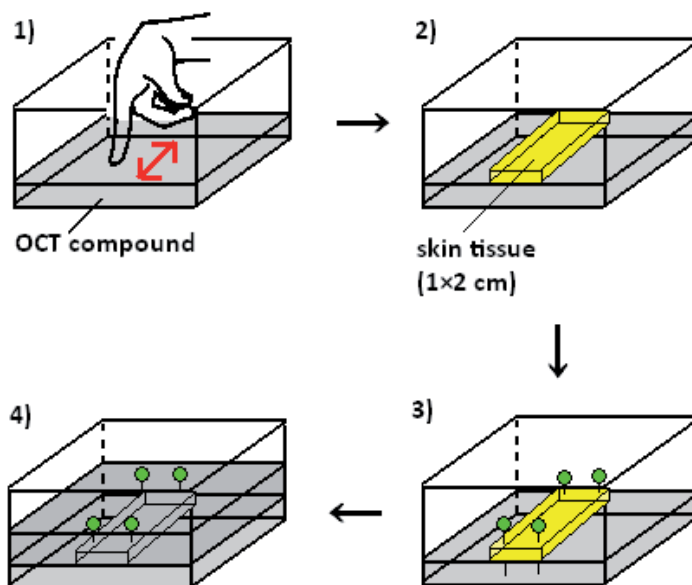 1)
2)
OCT compound
skin tissue
(1×2 cm)
4)
3)